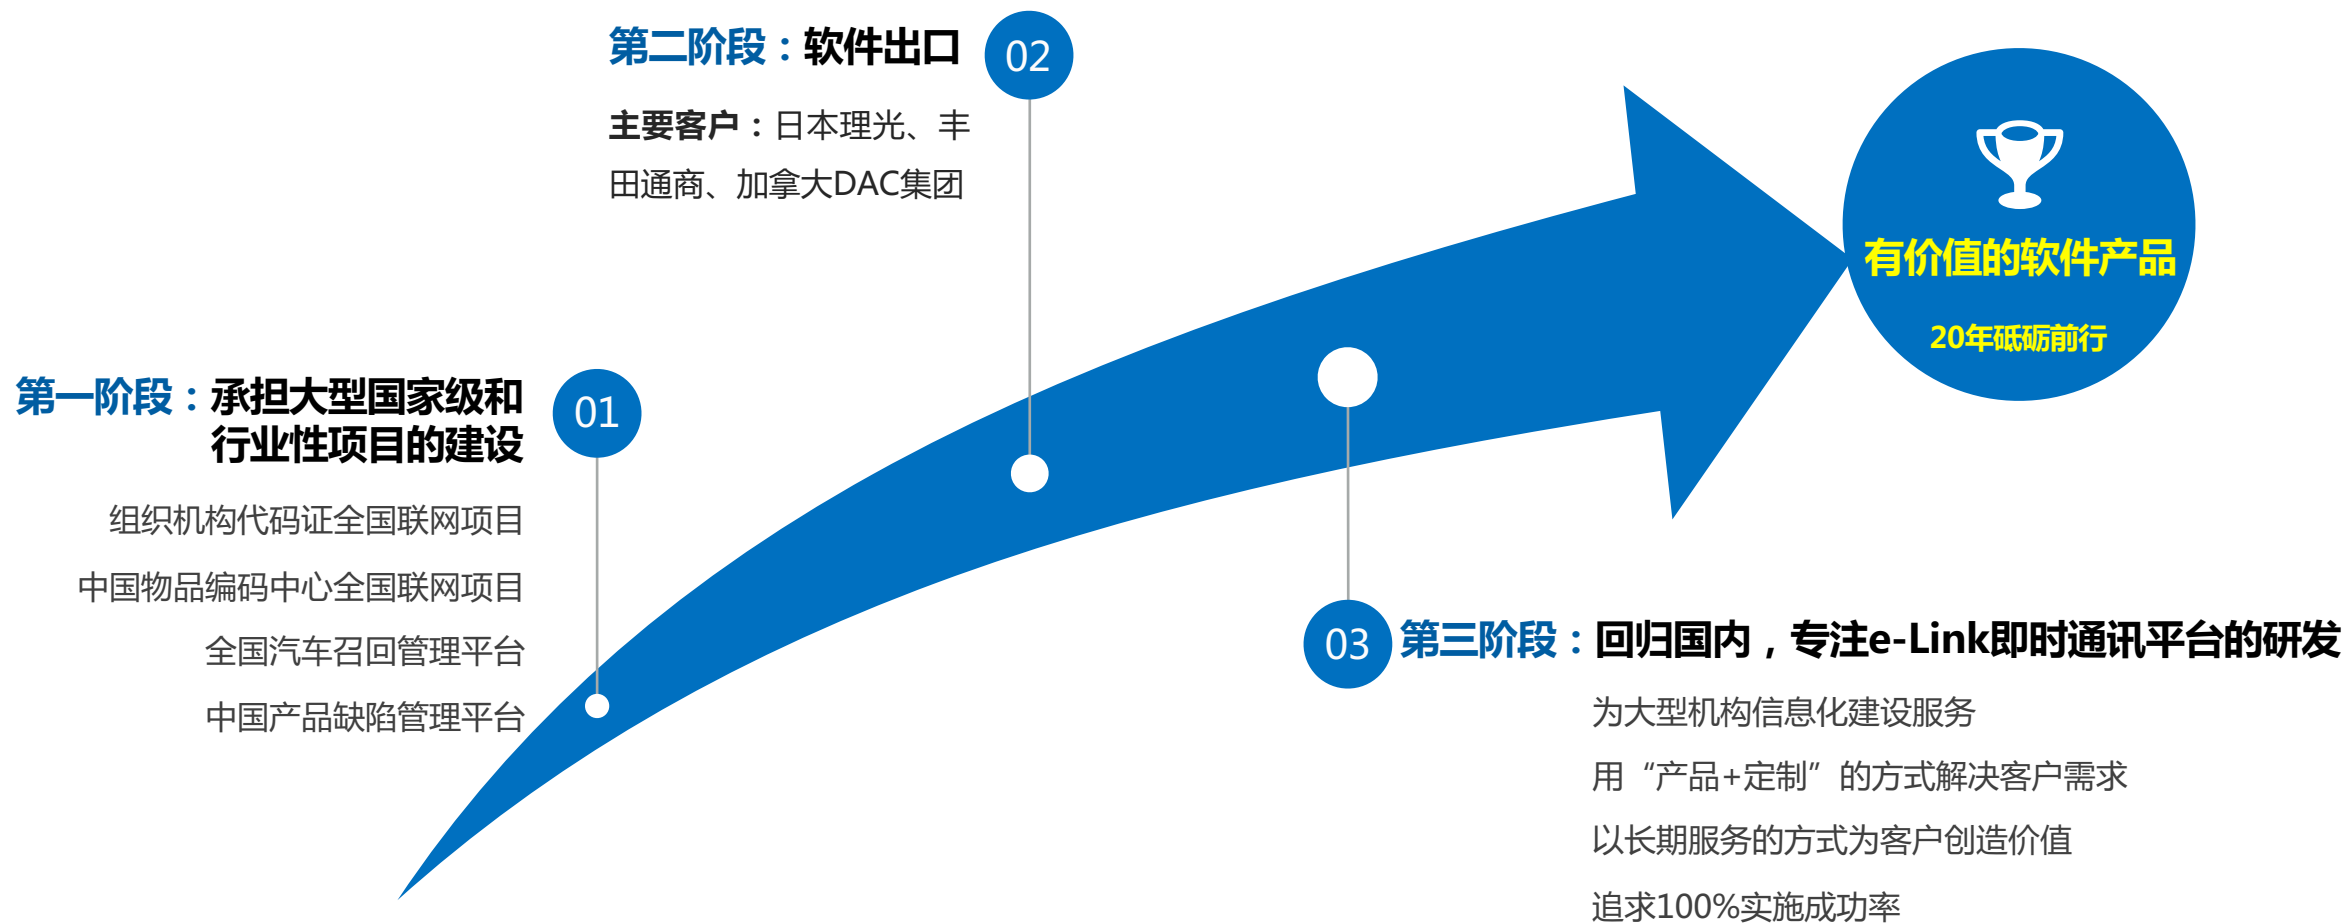 第一阶段：承担大型国家级和
行业性项目的建设
01
组织机构代码证全国联网项目
中国物品编码中心全国联网项目
全国汽车召回管理平台
中国产品缺陷管理平台
第二阶段：软件出口
02
主要客户：日本理光、丰
田通商、加拿大DAC集团
03
第三阶段：回归国内，专注e-Link即时通讯平台的研发
为大型机构信息化建设服务
用“产品+定制”的方式解决客户需求
以长期服务的方式为客户创造价值
追求100%实施成功率
有价值的软件产品
20年砥砺前行